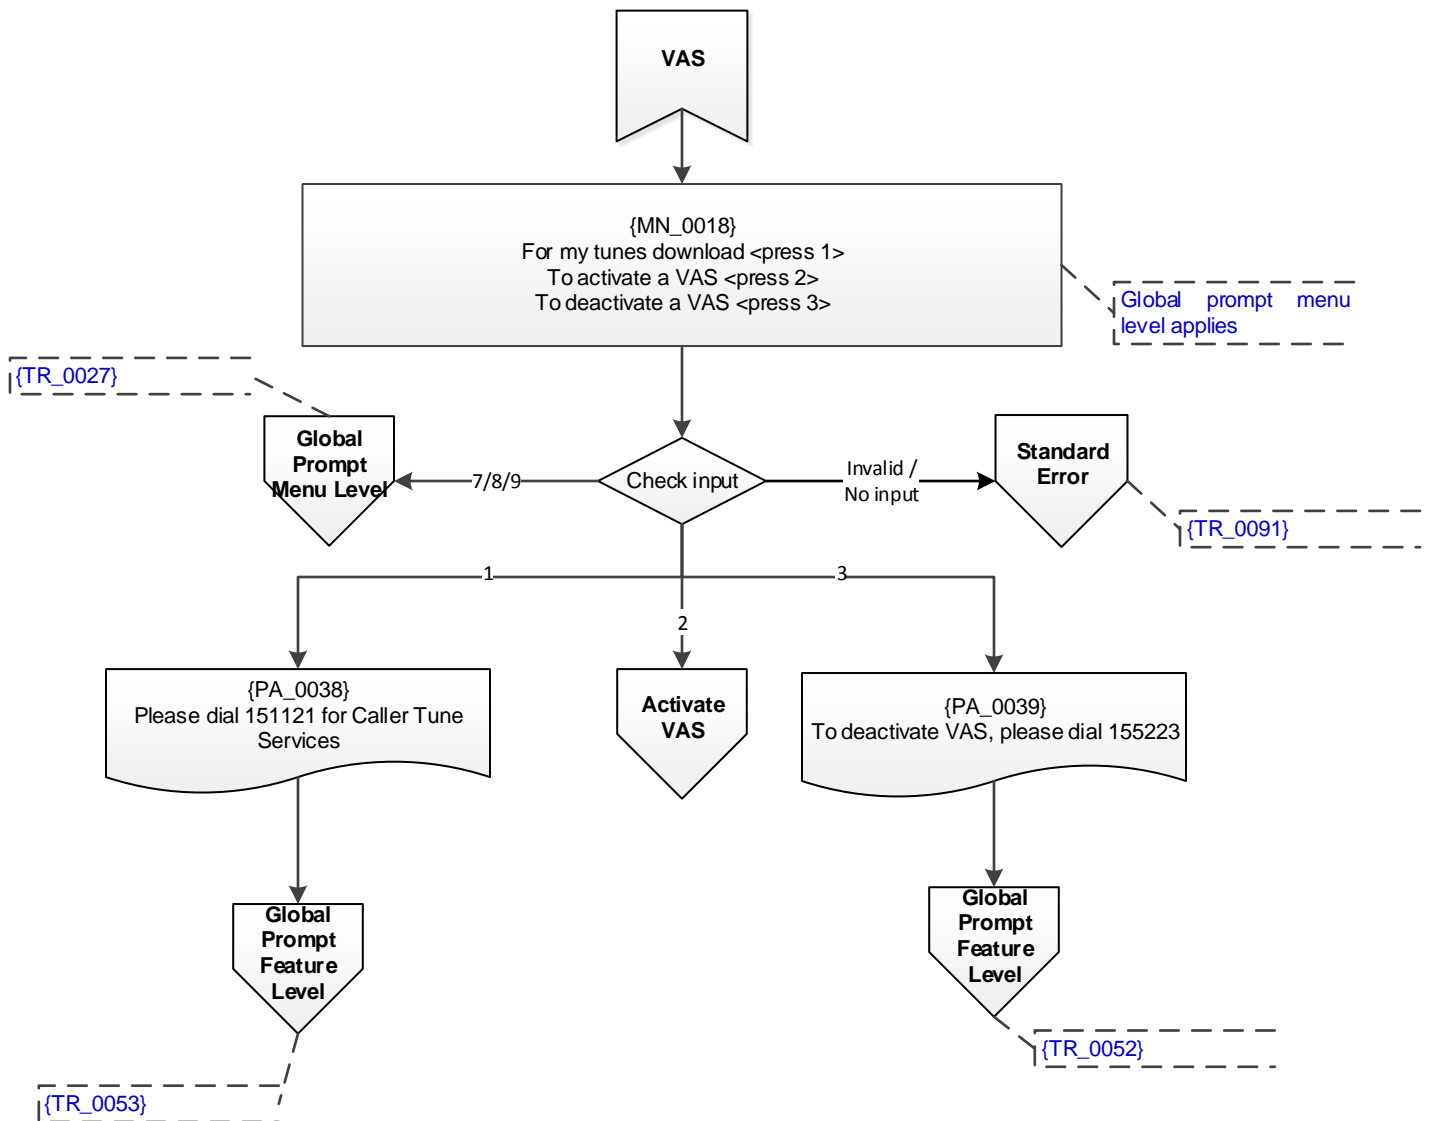 VAS
{MN_0018}
For my tunes download <press 1>
To activate a VAS <press 2>
To deactivate a VAS <press 3>
Global prompt menu
level applies
{TR_0027}
Global
Prompt
Menu Level
7/8/9
Check input
Invalid /
No input
Standard
Error
{TR_0091}
1
2
3
{PA_0038}
Please dial 151121 for Caller Tune
Services
Activate
VAS
{PA_0039}
To deactivate VAS, please dial 155223
Global
Prompt
Feature
Level
Global
Prompt
Feature
Level
{TR_0052}
{TR_0053}